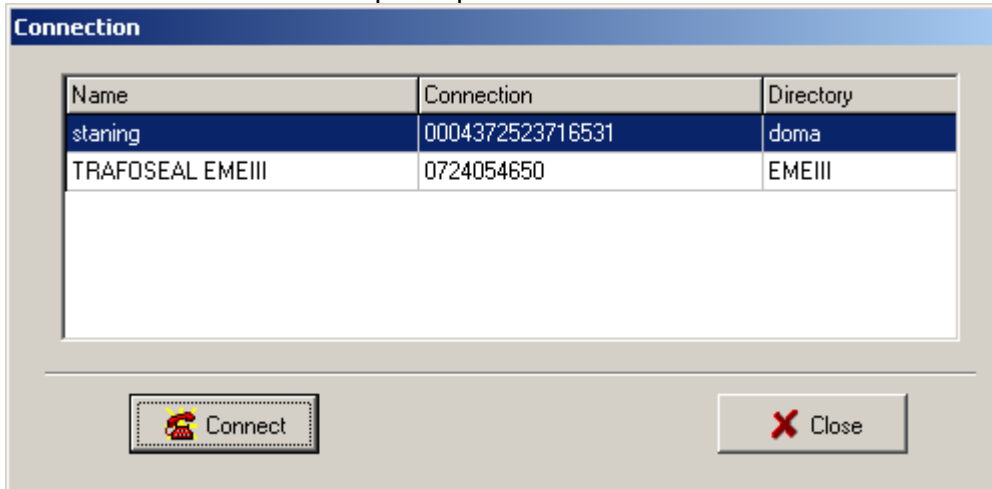 Connection
Name Connection Directory
staning 0004372523716531 doma
TRAFOSEAL EMEIII 0724054650 EMEIII
Connect Close